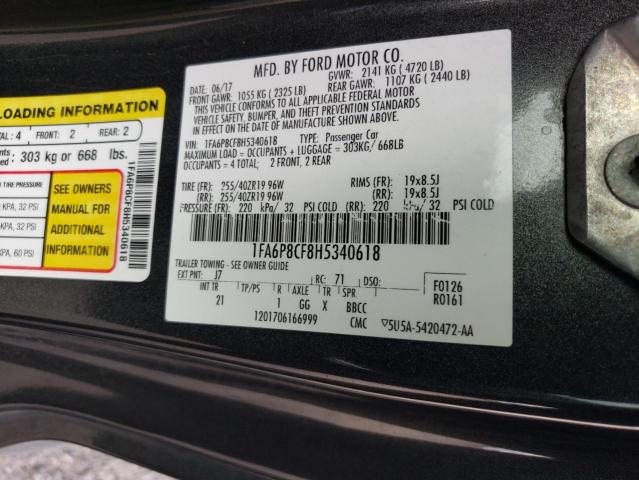 MFD. BY FORD MOTOR CO.
DATE: 06/17 GVWR: 2141 KG ( 4720 LB)
FRONT GAWR: 1055 KG ( 2325 LB) REAR GAWR: 1107 KG ( 2440 LB)
THIS VEHICLE CONFORMS TO ALL APPLICABLE FEDERAL MOTOR
VEHICLE SAFETY, BUMPER, AND THEFT PREVENTION STANDARDS
IN EFFECT ON THE DATE OF MANUFACTURE SHOWN ABOVE.
VIN: 1FA6P8CF8H5340618 TYPE: Passenger Car
MAXIMUM LOAD = OCCUPANTS + LUGGAGE = 303KG/ 668LB
OCCUPANTS = 4 TOTAL; 2 FRONT, 2 REAR
TIRE (FR): 255/40ZR19 96W RIMS (FR): 19x8.5J
(RR): 255/40ZR19 96W (RR): 19x8.5J
PRESSURE (FR): 220 kPa/ 32 PSI COLD (RR): 220 kPa/ 32 PSI COLD
1FA6P8CF8H5340618
TRAILER TOWING - SEE OWNER GUIDE
EXT PNT: J7 RC: 71 DSO: F0126
INT TR TP/PS R AXLE TR SPR R0161
21 1 GG X BBCC
1201706166999 CMC ▽5U5A-5420472-AA
LOADING INFORMATION
TOTAL: 4 FRONT: 2 REAR: 2
303 kg or 668 lbs.
TIRE PRESSURE
KPA, 32 PSI
KPA, 32 PSI
KPA, 60 PSI
SEE OWNERS
MANUAL FOR
ADDITIONAL
INFORMATION
1FA6P8CF8H5340618